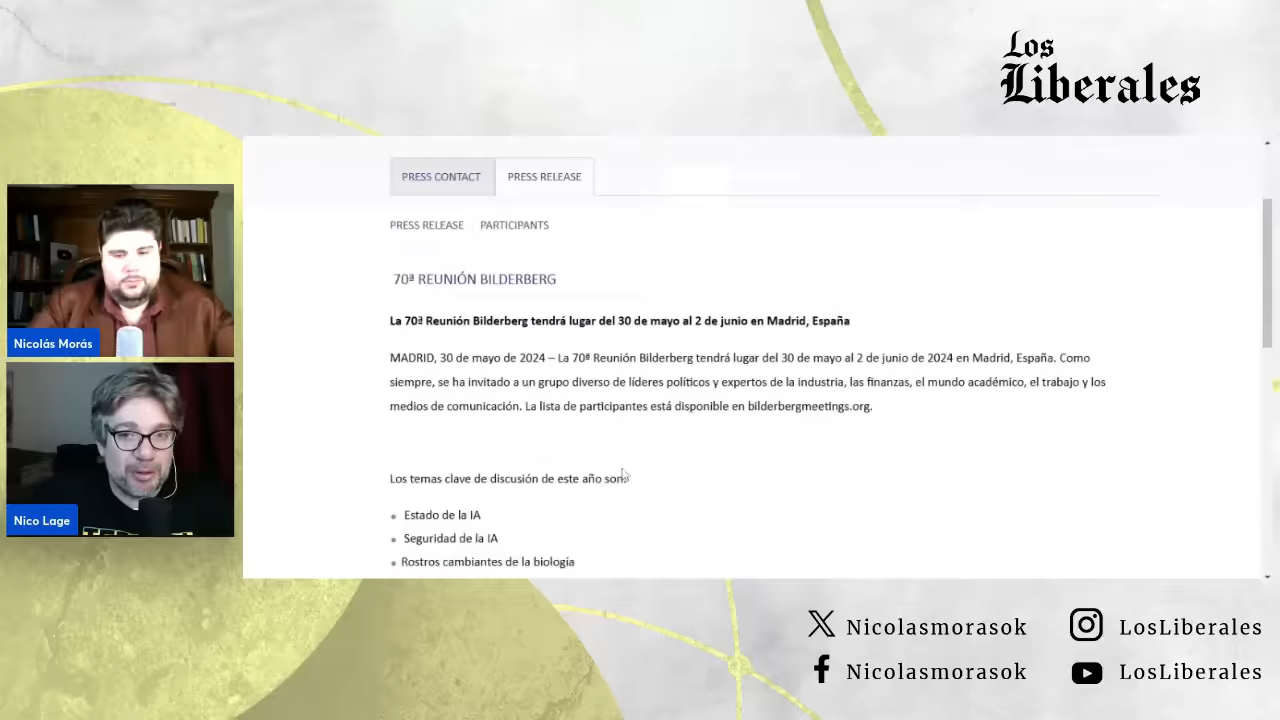 Los
Liberales
PRESS CONTACT
PRESS RELEASE
PRESS RELEASE
PARTICIPANTS
70ª REUNIÓN BILDERBERG
La 70ª Reunión Bilderberg tendrá lugar del 30 de mayo al 2 de junio en Madrid, España
MADRID, 30 de mayo de 2024 – La 70ª Reunión Bilderberg tendrá lugar del 30 de mayo al 2 de junio de 2024 en Madrid, España. Como
siempre, se ha invitado a un grupo diverso de líderes políticos y expertos de la industria, las finanzas, el mundo académico, el trabajo y los
medios de comunicación. La lista de participantes está disponible en bilderbergmeetings.org.
Los temas clave de discusión de este año son:
Estado de la IA
Seguridad de la IA
Rostros cambiantes de la biología
Nicolás Morás
Nico Lage
Nicolasmorasok
LosLiberales
Nicolasmorasok
LosLiberales